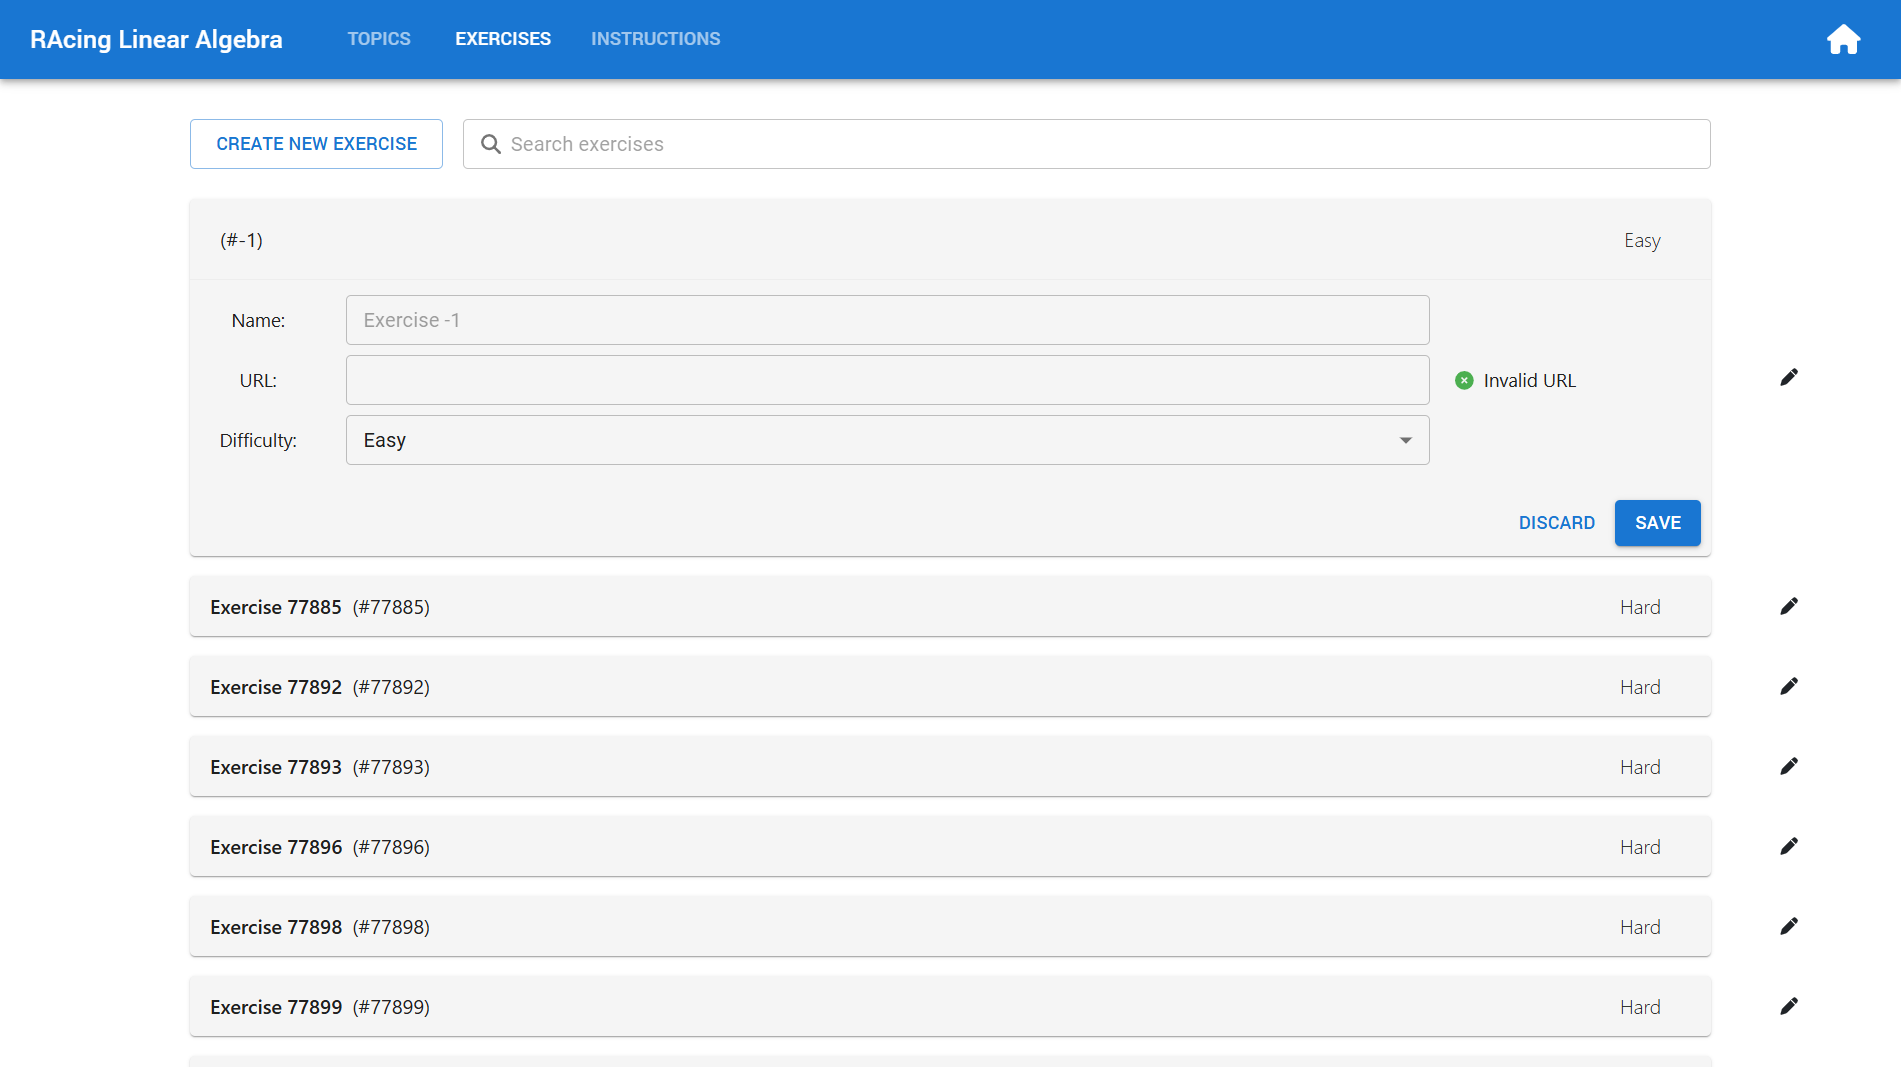 RAcing Linear Algebra TOPICS EXERCISES INSTRUCTIONS
CREATE NEW EXERCISE Search exercises
(#-1) Easy
Name: Exercise -1
URL: Invalid URL
Difficulty: Easy
DISCARD SAVE
Exercise 77885 (#77885) Hard
Exercise 77892 (#77892) Hard
Exercise 77893 (#77893) Hard
Exercise 77896 (#77896) Hard
Exercise 77898 (#77898) Hard
Exercise 77899 (#77899) Hard